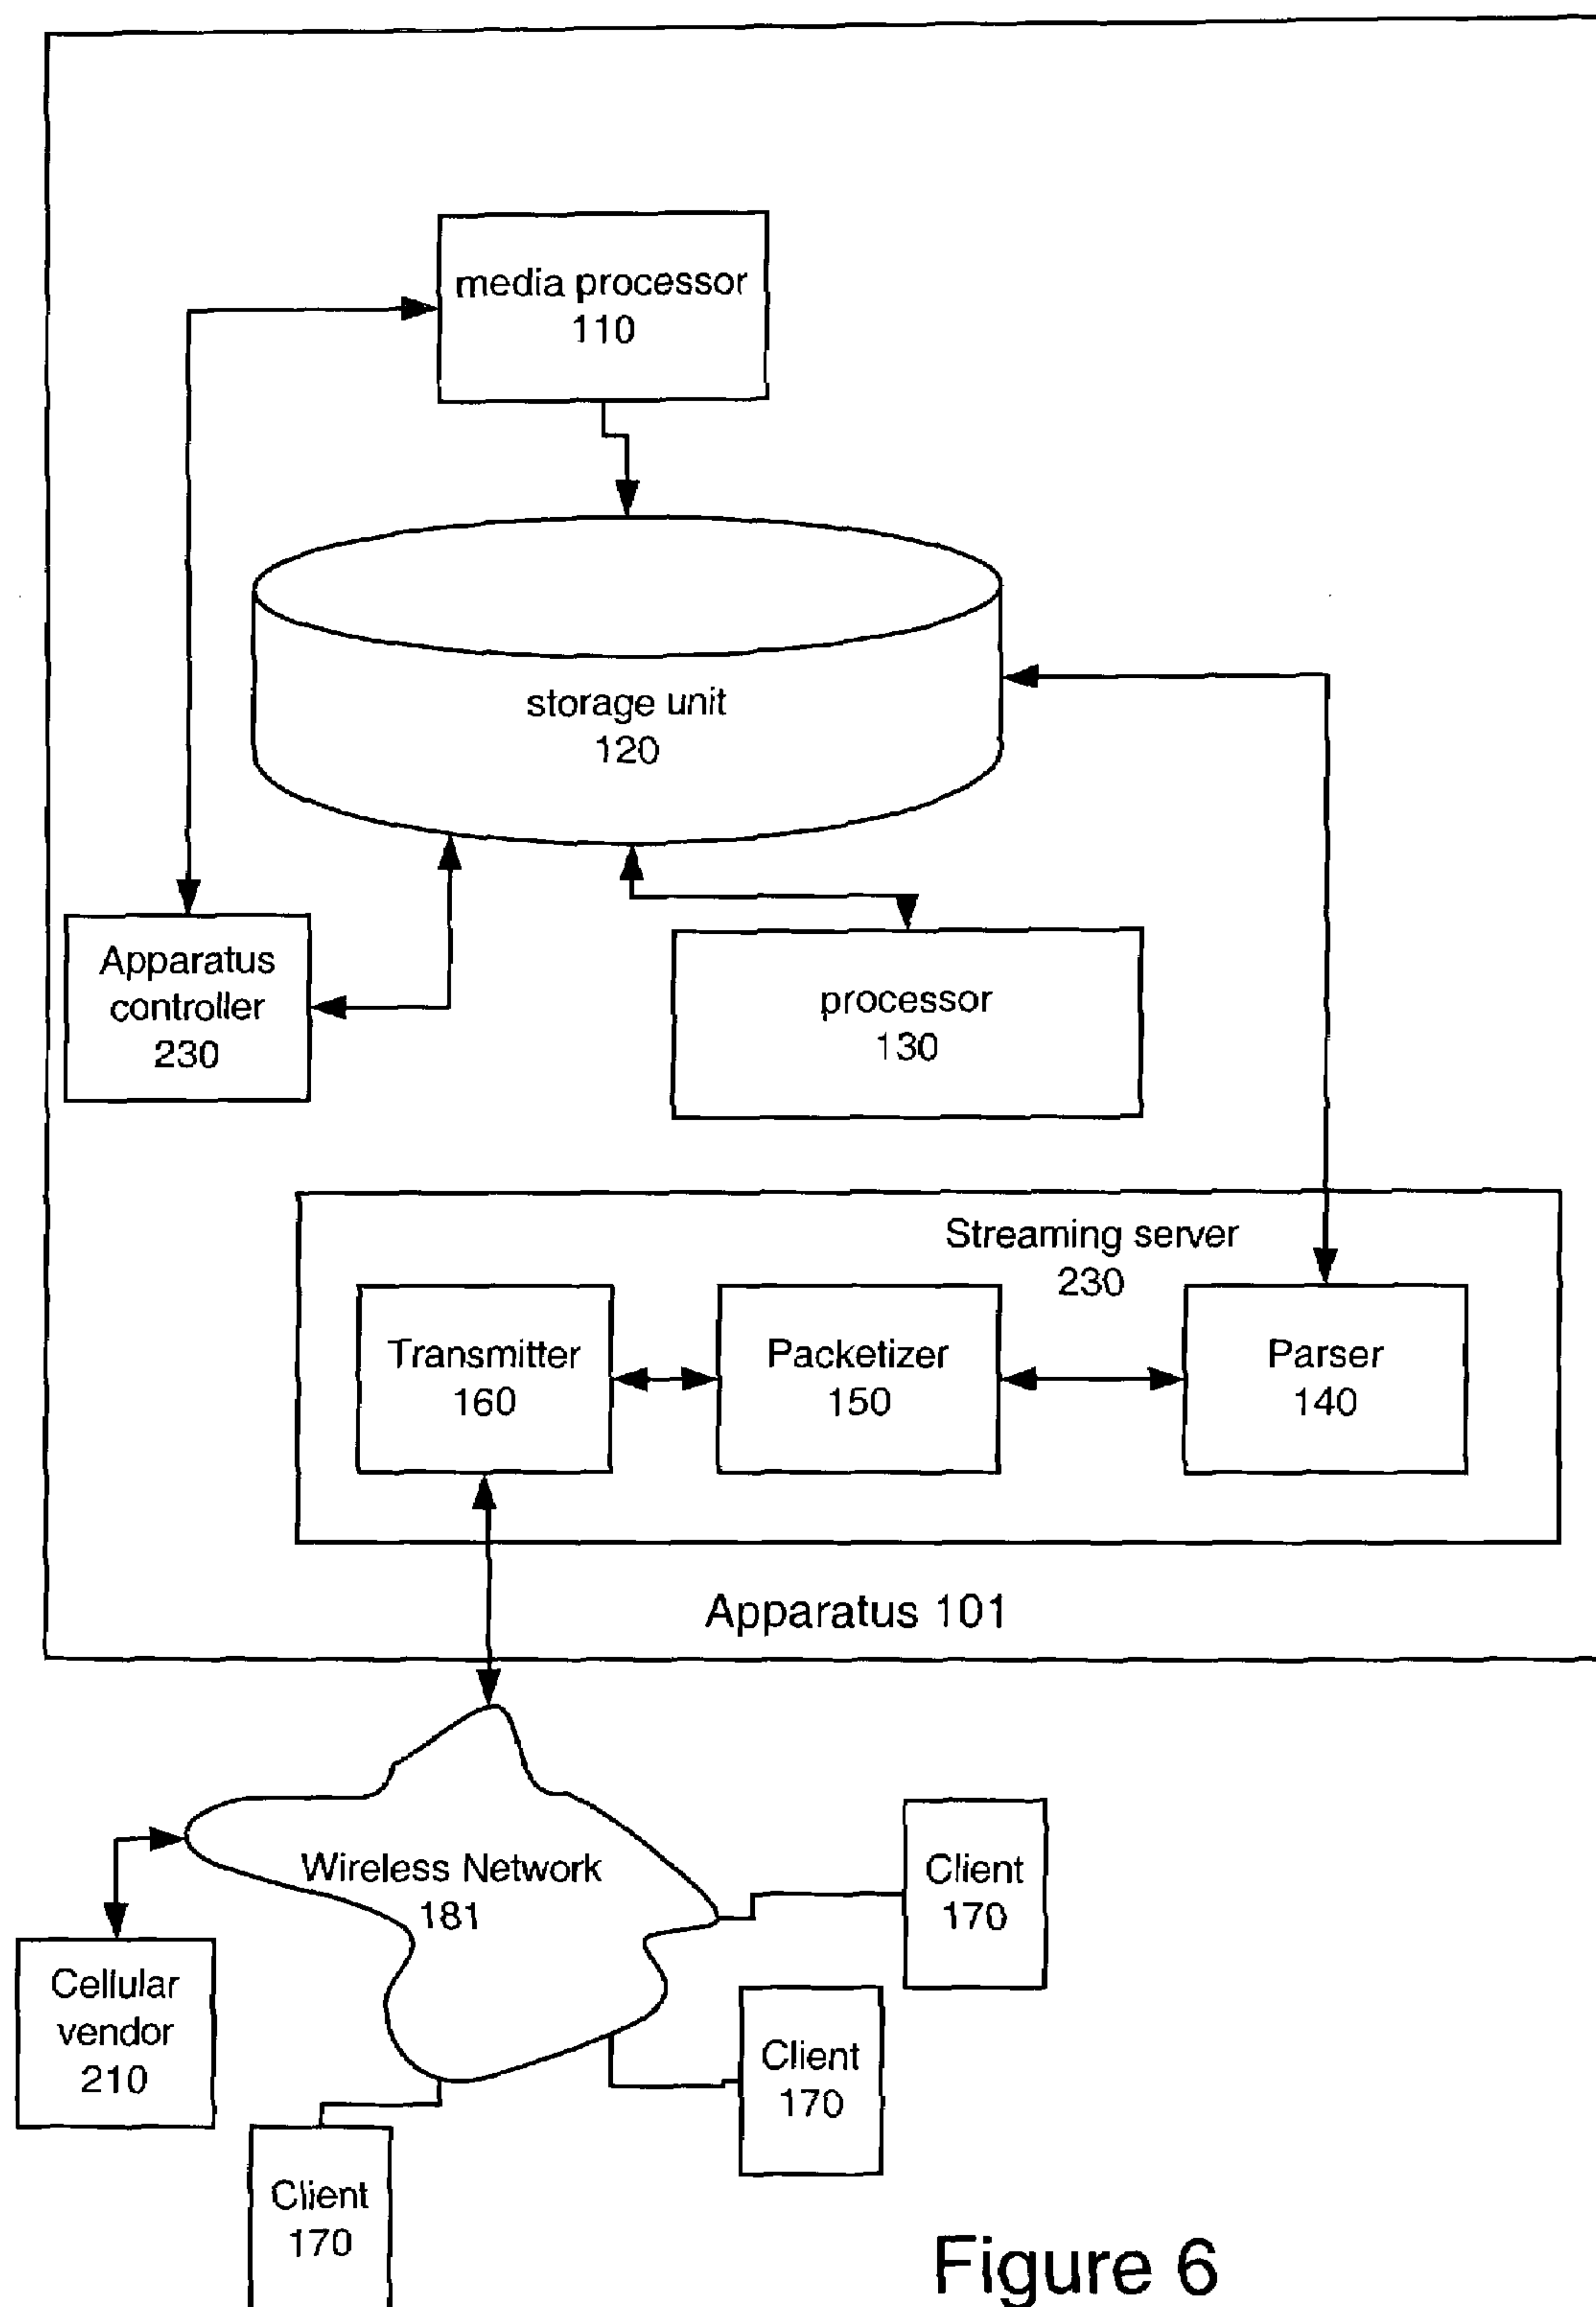 media processor
110
storage unit
120
Apparatus
controller
230
processor
130
Streaming server
230
Transmitter
160
Packetizer
150
Parser
140
Apparatus 101
Wireless Network
181
Client
170
Cellular
vendor
210
Client
170
Client
170
Figure 6